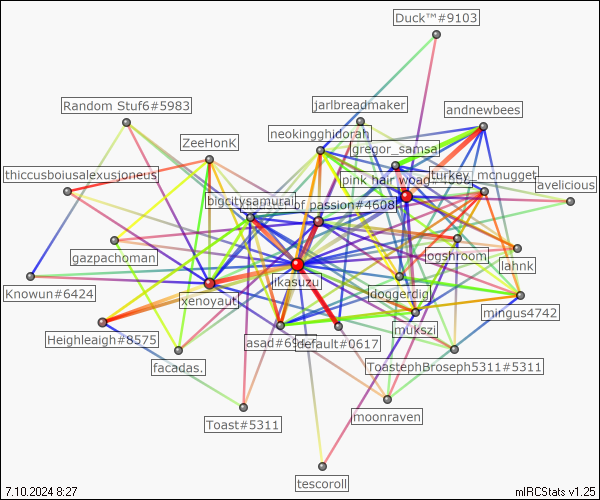 Duck™#9103
Random Stuf6#5983
jarlbreadmaker
andnewbees
neokingghidorah
ZeeHonK
gregor_samsa
thiccusboiusalexusjoneus
turkey_mcnugget
pink hair woag#4808
avelicious
bigcitysamurai
of passion#4608
gazpachoman
ogshroom
lahnk
ikasuzu
Knowun#6424
xenoyaut
doggerdig
mingus4742
Heighleaigh#8575
asad#694
default#0617
mukszi
facadas.
ToastephBroseph5311#5311
Toast#5311
moonraven
tescoroll
7.10.2024 8:27
mIRCStats v1.25